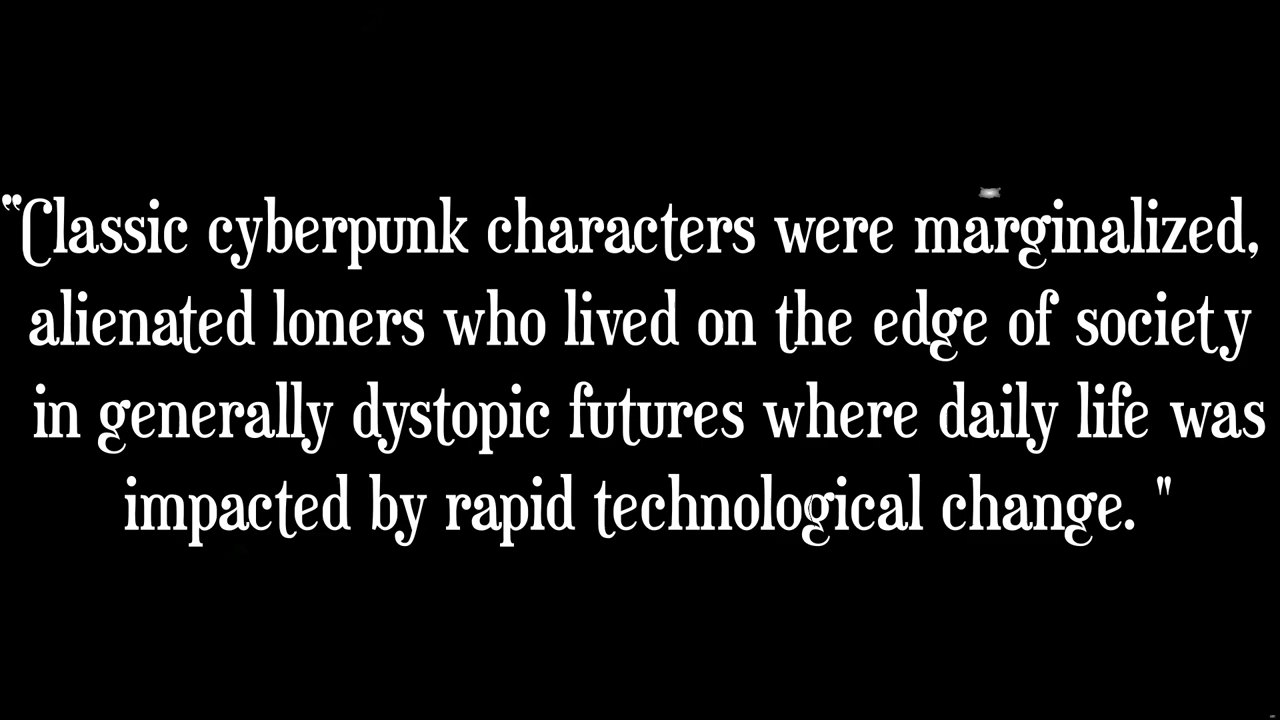 “Classic cyberpunk characters were marginalized,
alienated loners who lived on the edge of society
in generally dystopic futures where daily life was
impacted by rapid technological change. "